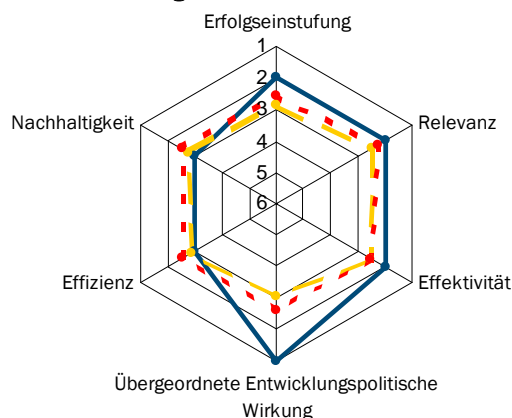 Erfolgseinstufung
1
2
3
4
5
6
Nachhaltigkeit
Relevanz
Effizienz
Effektivität
Übergeordnete Entwicklungspolitische
Wirkung